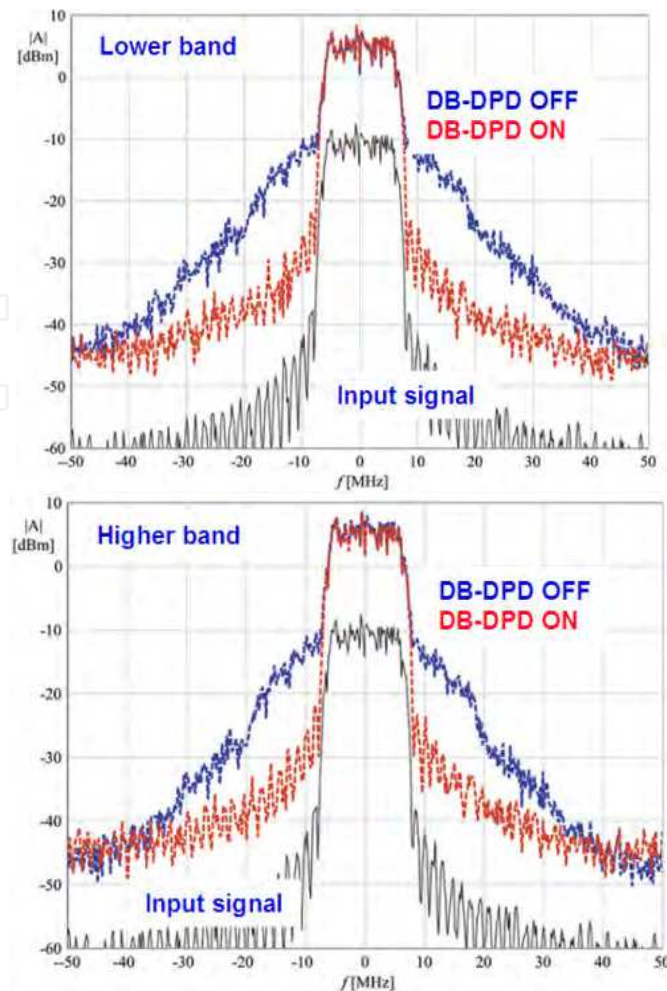 |A|
[dBm]
10
0
-10
-20
-30
-40
-50
-60
Lower band
DB-DPD OFF
DB-DPD ON
Input signal
-50 -40 -30 -20 -10 0 10 20 30 40 50
f[MHz]
|A|
[dBm]
10
0
-10
-20
-30
-40
-50
-60
Higher band
DB-DPD OFF
DB-DPD ON
Input signal
--50 -40 -30 -20 -10 0 10 20 30 40 50
f[MHz]